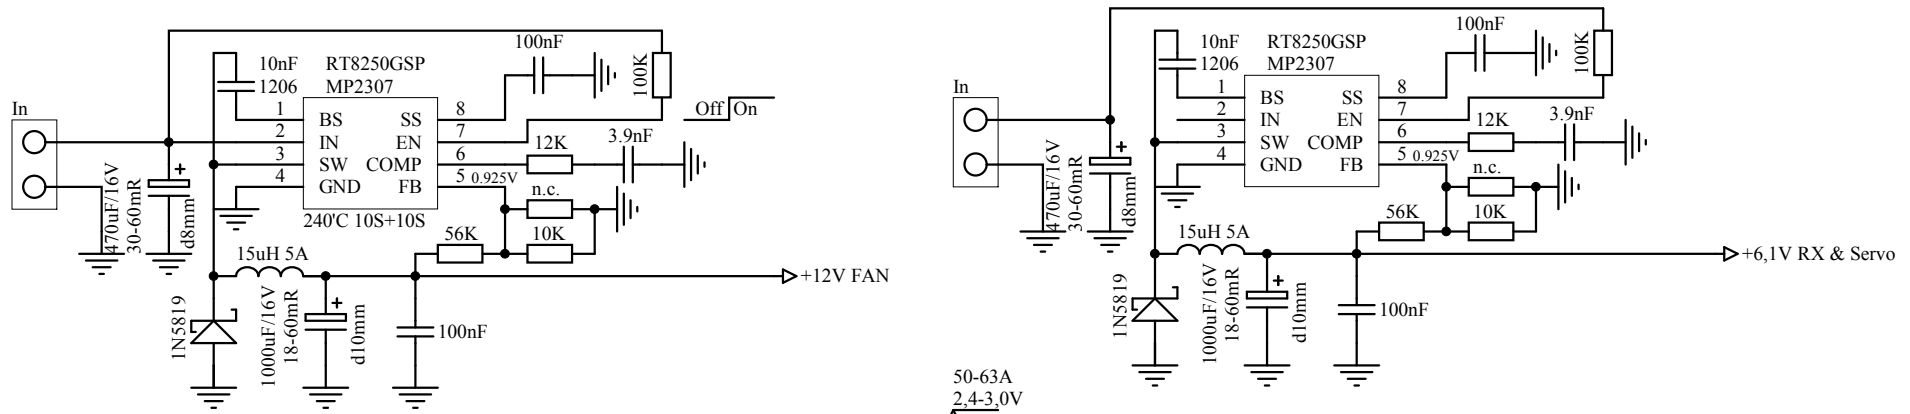 In
10nF
1206
RT8250GSP
MP2307
100nF
100K
Off On
1 BS SS 8
2 IN EN 7
3 SW COMP 6
4 GND FB 5 0.925V
240'C 10S+10S
12K
3.9nF
n.c.
56K
10K
470uF/16V
30-60mR
d8mm
15uH 5A
+12V FAN
1N5819
1000uF/16V
18-60mR
d10mm
100nF
In
10nF
1206
RT8250GSP
MP2307
100nF
100K
1 BS SS 8
2 IN EN 7
3 SW COMP 6
4 GND FB 5 0.925V
12K
3.9nF
n.c.
56K
10K
470uF/16V
30-60mR
d8mm
15uH 5A
+6,1V RX & Servo
1N5819
1000uF/16V
18-60mR
d10mm
100nF
50-63A
2,4-3,0V